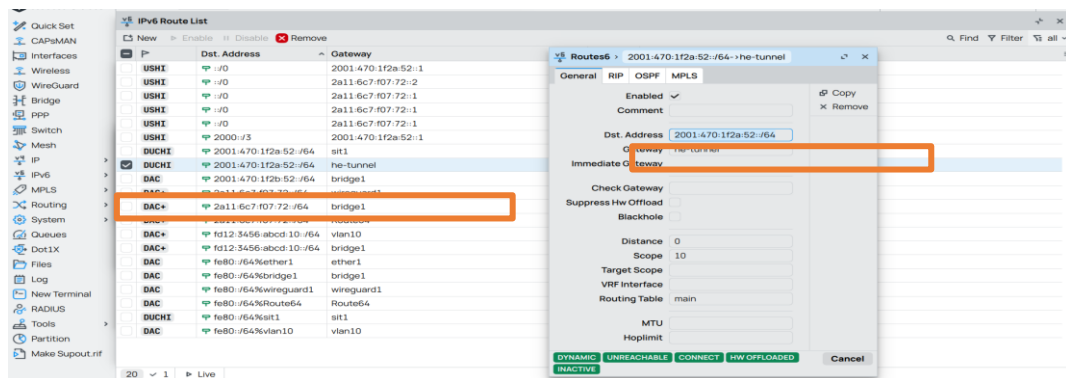 Quick Set
CAPsMAN
Interfaces
Wireless
WireGuard
Bridge
PPP
Switch
Mesh
IP
IPv6
MPLS
Routing
System
Queues
Dot1X
Files
Log
New Terminal
RADIUS
Tools
Partition
Make Supout.rif
IPv6 Route List
New Enable Disable Remove Find Filter all
Dst. Address Gateway
USHI ::/0 2001:470:1f2a:52::1
USHI ::/0 2a11:6c7:f07:72::2
USHI ::/0 2a11:6c7:f07:72::1
USHI ::/0 2a11:6c7:f07:72::1
USHI 2000::/3 2001:470:1f2a:52::1
DUCHI 2001:470:1f2a:52::/64 sit1
DUCHI 2001:470:1f2a:52::/64 he-tunnel
DAC 2001:470:1f2b:52::/64 bridge1
DAC+ 2a11:6c7:f07:72::/64 bridge1
DAC+ fd12:3456:abcd:10::/64 vlan10
DAC+ fd12:3456:abcd:10::/64 bridge1
DAC fe80::/64%ether1 ether1
DAC fe80::/64%bridge1 bridge1
DAC fe80::/64%wireguard1 wireguard1
DAC fe80::/64%Route64 Route64
DUCHI fe80::/64%sit1 sit1
DAC fe80::/64%vlan10 vlan10
20 1 Live
Routes6 2001:470:1f2a:52::/64->he-tunnel
General RIP OSPF MPLS
Enabled
Comment
Dst. Address 2001:470:1f2a:52::/64
he-tunnel
Immediate
Check Gateway
Suppress Hw Offload
Blackhole
Distance 0
Scope 10
Target Scope
VRF Interface
Routing Table main
MTU
Hoplimit
Copy
Remove
DYNAMIC UNREACHABLE CONNECT HW OFFLOADED
INACTIVE
Cancel